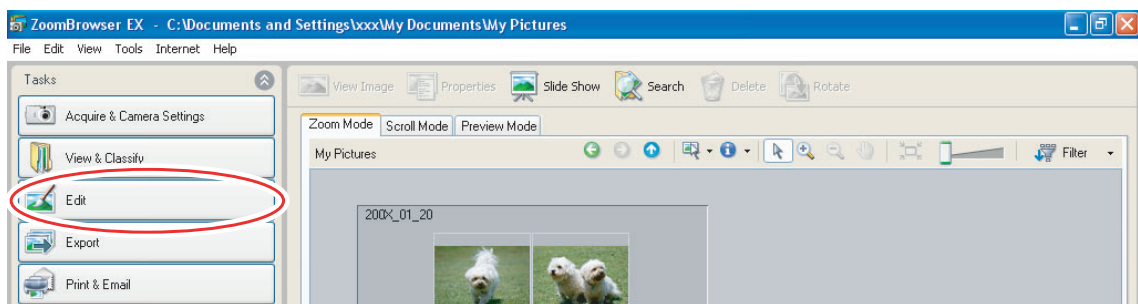 ZoomBrowser EX - C:\Documents and Settings\xxx\My Documents\My Pictures
File Edit View Tools Internet Help
Tasks
Acquire & Camera Settings
View & Classify
Edit
Export
Print & Email
View Image Properties Slide Show Search Delete Rotate
Zoom Mode Scroll Mode Preview Mode
My Pictures Filter
200X_01_20